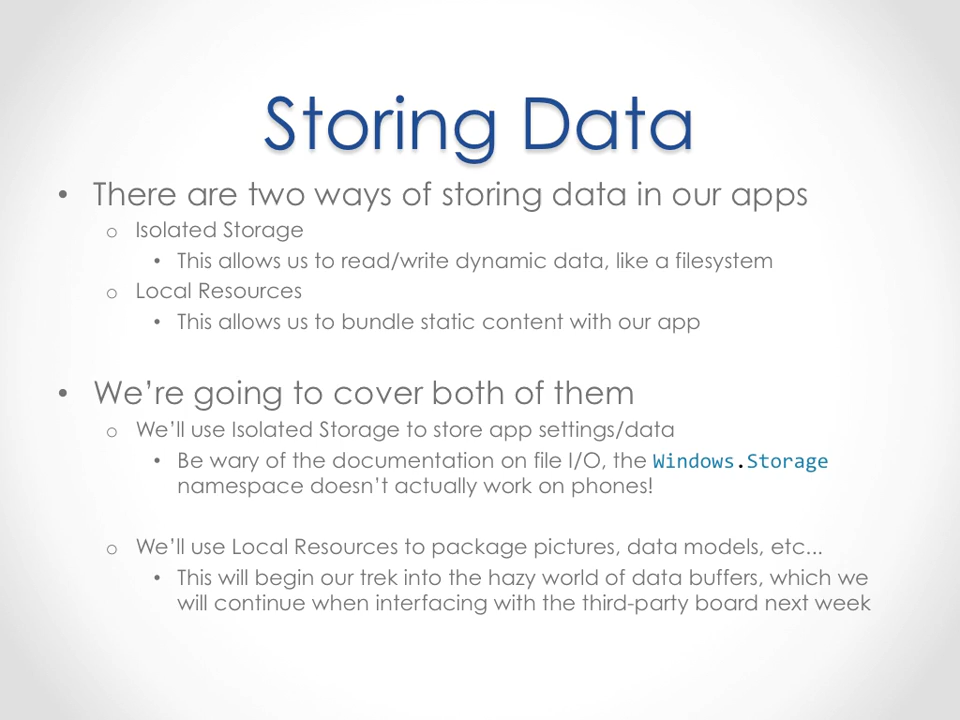 Storing Data
• There are two ways of storing data in our apps
o Isolated Storage
• This allows us to read/write dynamic data, like a filesystem
o Local Resources
• This allows us to bundle static content with our app
• We’re going to cover both of them
o We’ll use Isolated Storage to store app settings/data
• Be wary of the documentation on file I/O, the Windows.Storage
namespace doesn’t actually work on phones!
o We’ll use Local Resources to package pictures, data models, etc...
• This will begin our trek into the hazy world of data buffers, which we
will continue when interfacing with the third-party board next week